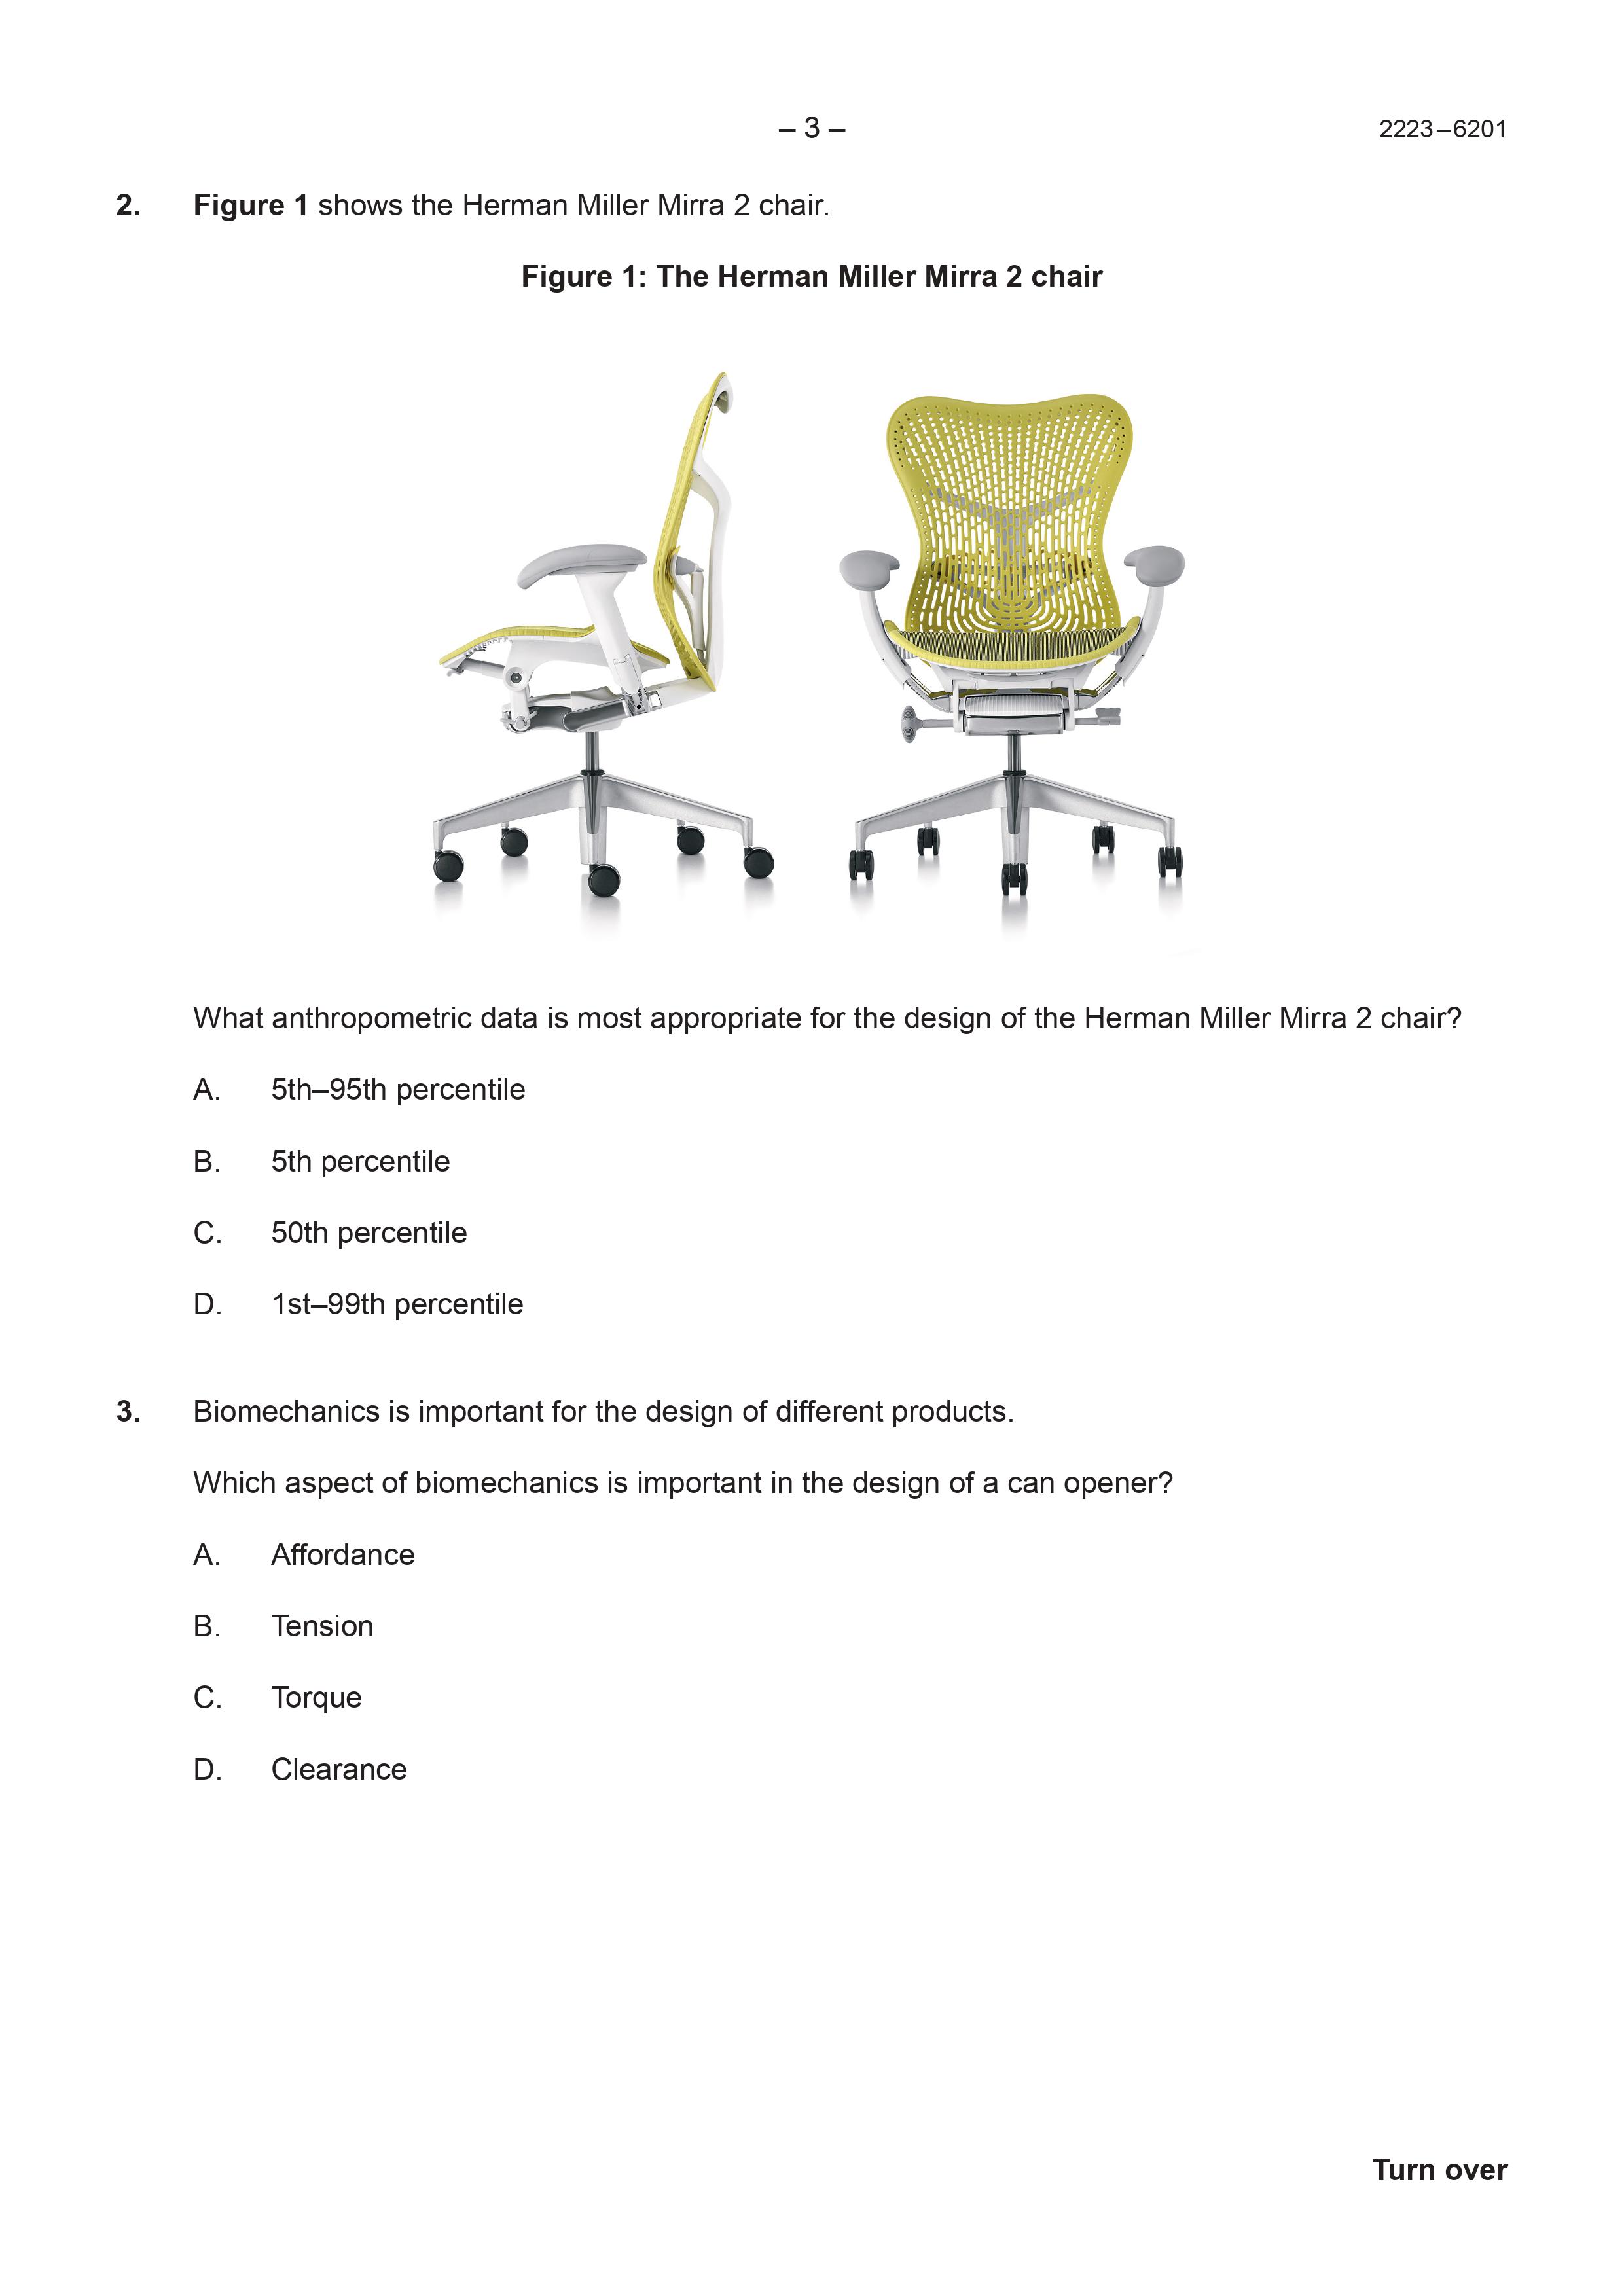 – 3 –
2223 – 6201
2. Figure 1 shows the Herman Miller Mirra 2 chair.
Figure 1: The Herman Miller Mirra 2 chair
What anthropometric data is most appropriate for the design of the Herman Miller Mirra 2 chair?
A. 5th–95th percentile
B. 5th percentile
C. 50th percentile
D. 1st–99th percentile
3. Biomechanics is important for the design of different products.
Which aspect of biomechanics is important in the design of a can opener?
A. Affordance
B. Tension
C. Torque
D. Clearance
Turn over